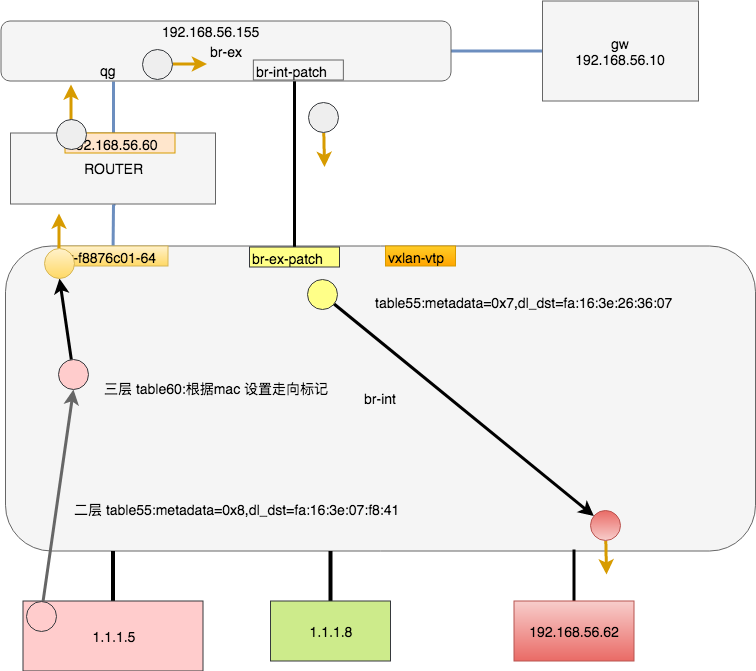 192.168.56.155
br-ex
gw
192.168.56.10
qg
br-int-patch
2.168.56.60
ROUTER
-f8876c01-64
br-ex-patch
vxlan-vtp
table55:metadata=0x7,dl_dst=fa:16:3e:26:36:07
三层 table60:根据mac 设置走向标记
br-int
二层 table55:metadata=0x8,dl_dst=fa:16:3e:07:f8:41
1.1.1.5
1.1.1.8
192.168.56.62